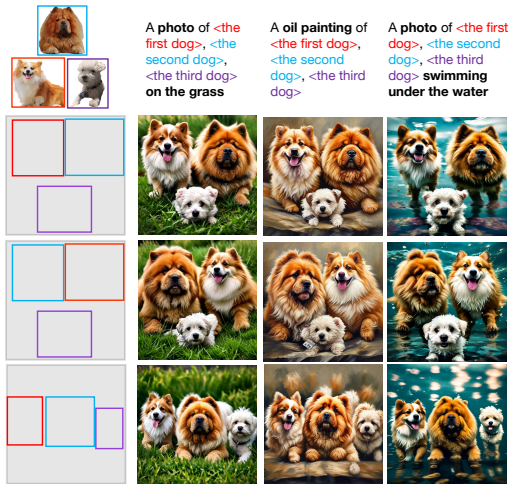 A photo of <the
first dog>, <the
second dog>,
<the third dog>
on the grass
A oil painting of
<the first dog>,
<the second
dog>, <the third
dog>
A photo of <the first
dog>, <the second
dog>, <the third
dog> swimming
under the water